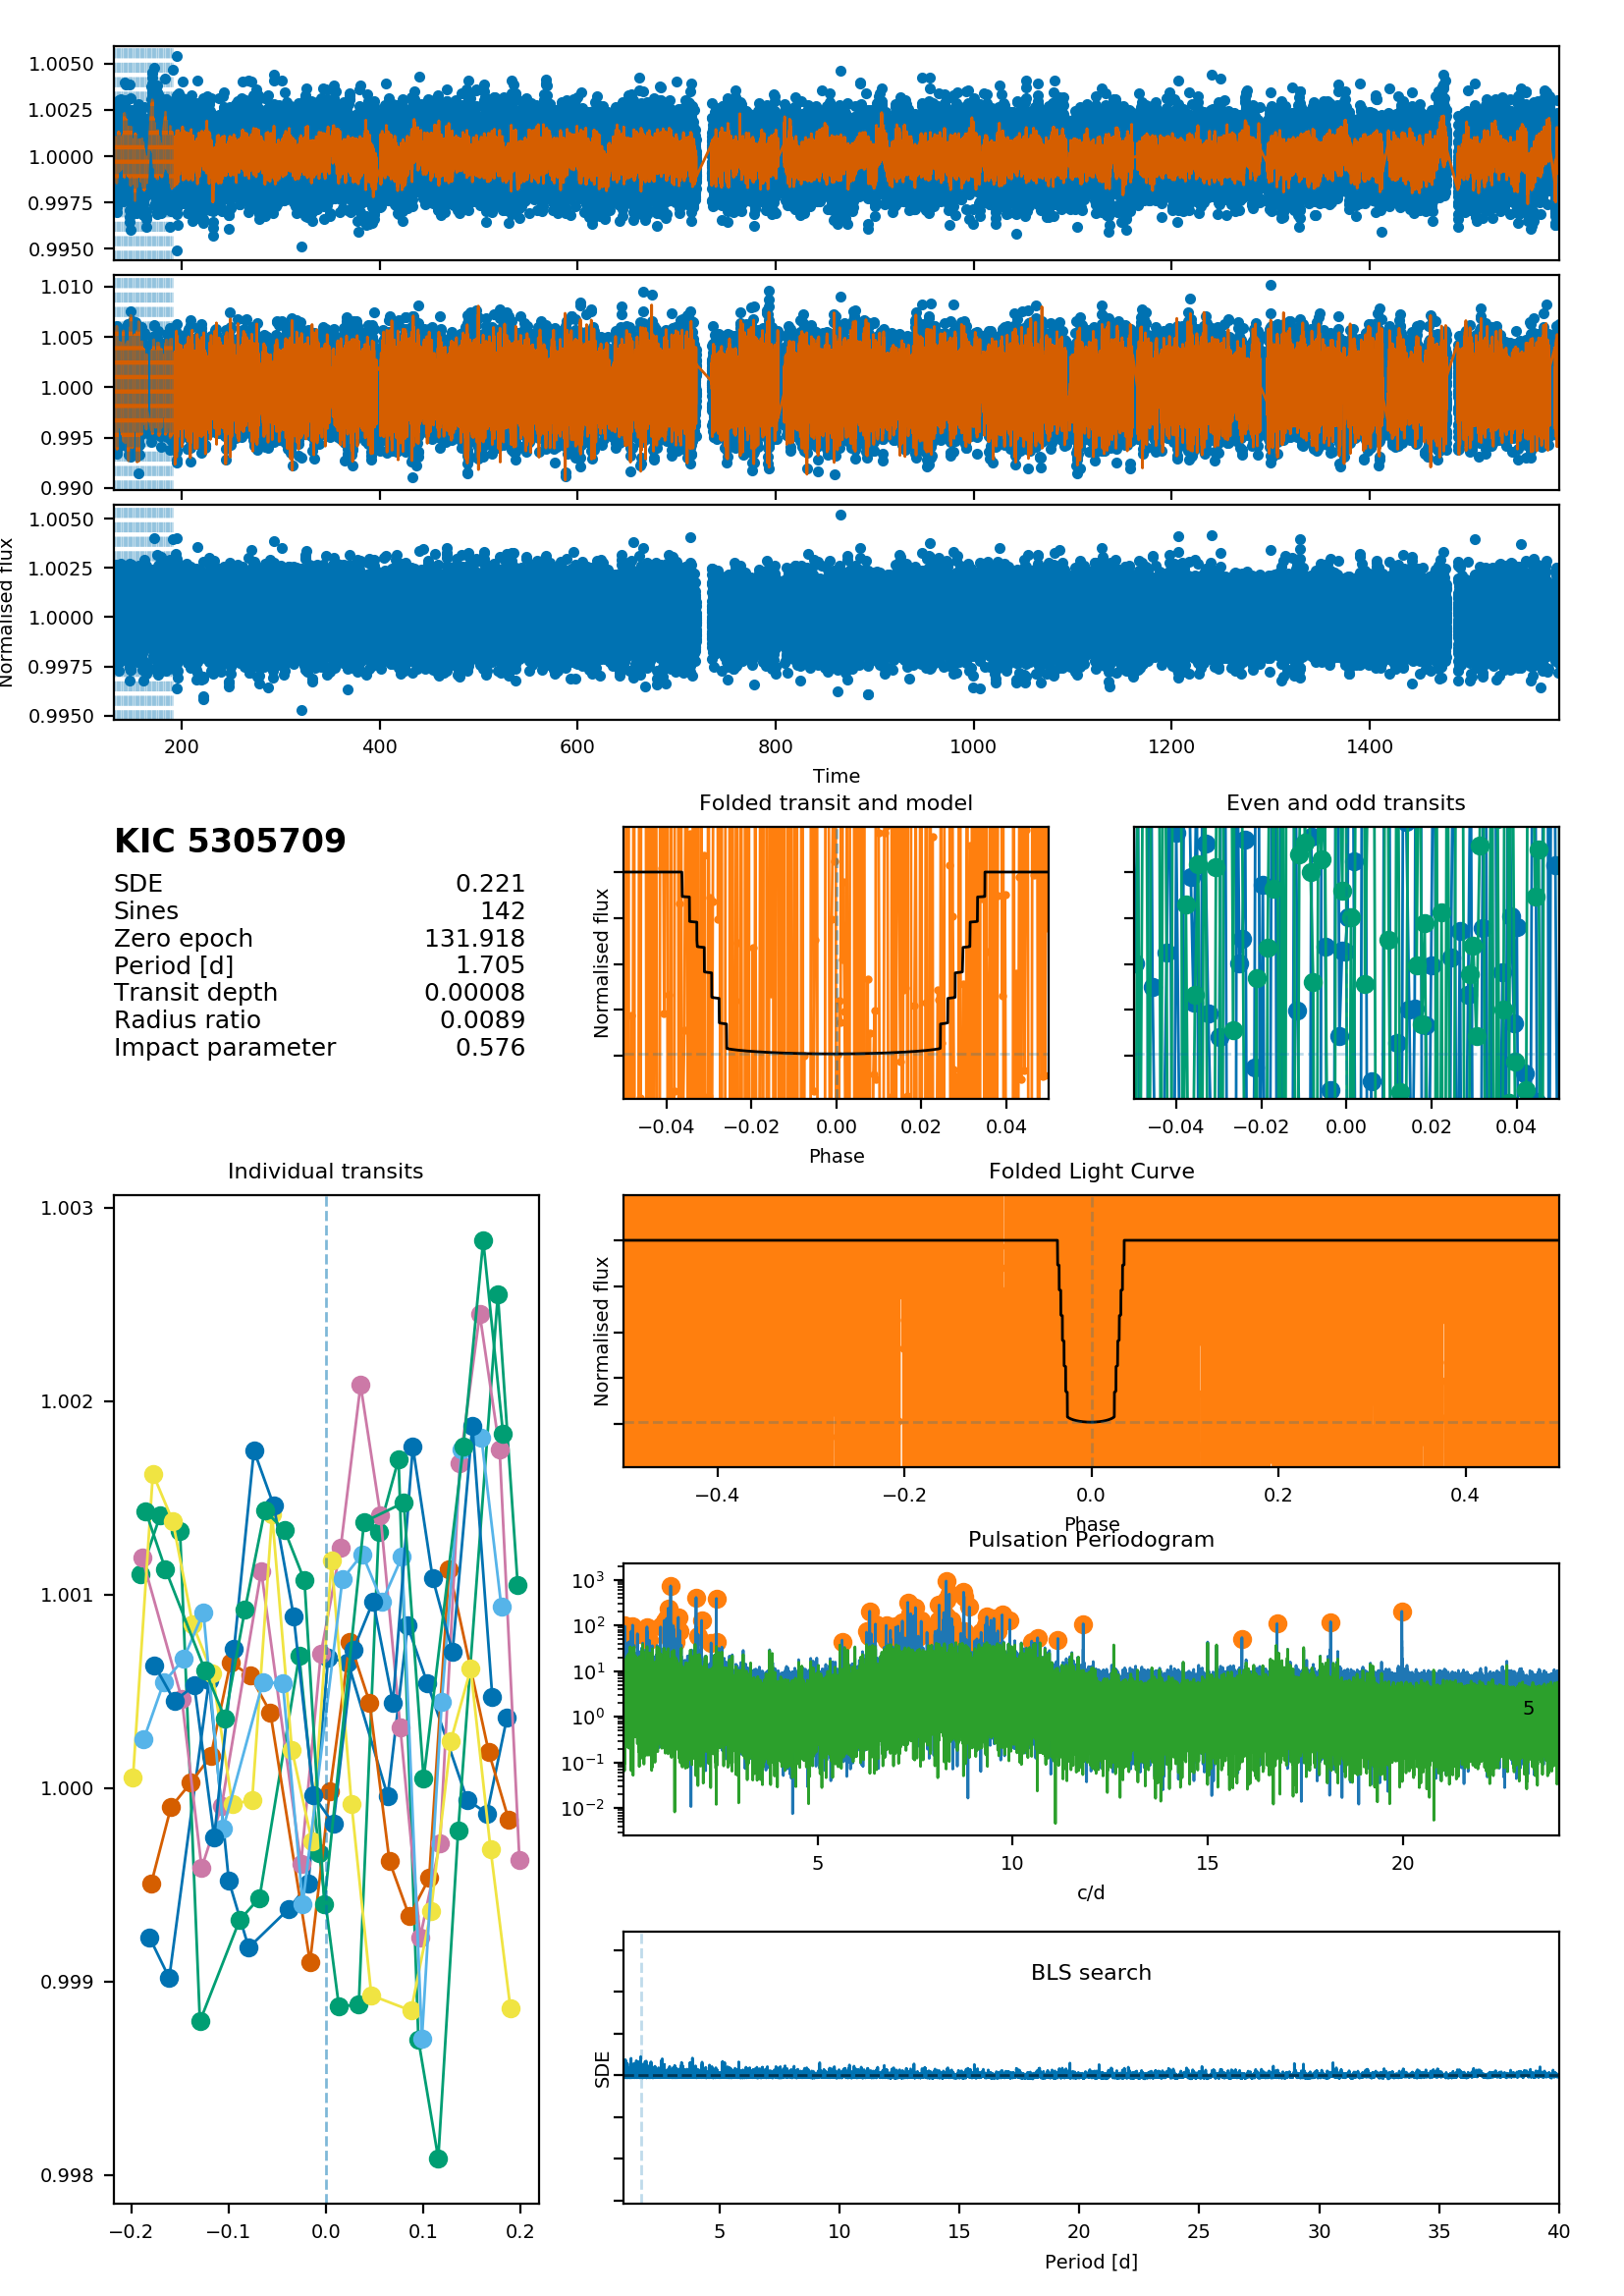 1.0050
1.0025
1.0000
0.9975
0.9950
1.010
1.005
1.000
0.995
0.990
1.0050
1.0025
1.0000
0.9975
0.9950
Normalised flux
200 400 600 800 1000 1200 1400
Time
KIC 5305709
SDE 0.221
Sines 142
Zero epoch 131.918
Period [d] 1.705
Transit depth 0.00008
Radius ratio 0.0089
Impact parameter 0.576
Folded transit and model
Normalised flux
−0.04 −0.02 0.00 0.02 0.04
Phase
Even and odd transits
−0.04 −0.02 0.00 0.02 0.04
Individual transits
1.003
1.002
1.001
1.000
0.999
0.998
−0.2 −0.1 0.0 0.1 0.2
Folded Light Curve
Normalised flux
−0.4 −0.2 0.0 0.2 0.4
Phase
Pulsation Periodogram
10³
10²
10¹
10⁰
10⁻¹
10⁻²
5
5 10 15 20
c/d
BLS search
SDE
5 10 15 20 25 30 35 40
Period [d]